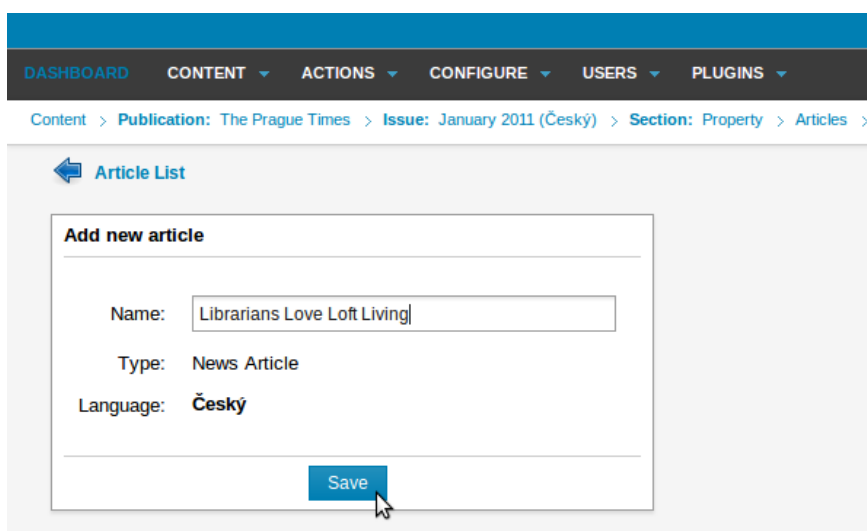 DASHBOARD CONTENT ACTIONS CONFIGURE USERS PLUGINS
Content > Publication: The Prague Times > Issue: January 2011 (Český) > Section: Property > Articles >
Article List
Add new article
Name: Librarians Love Loft Living
Type: News Article
Language: Český
Save